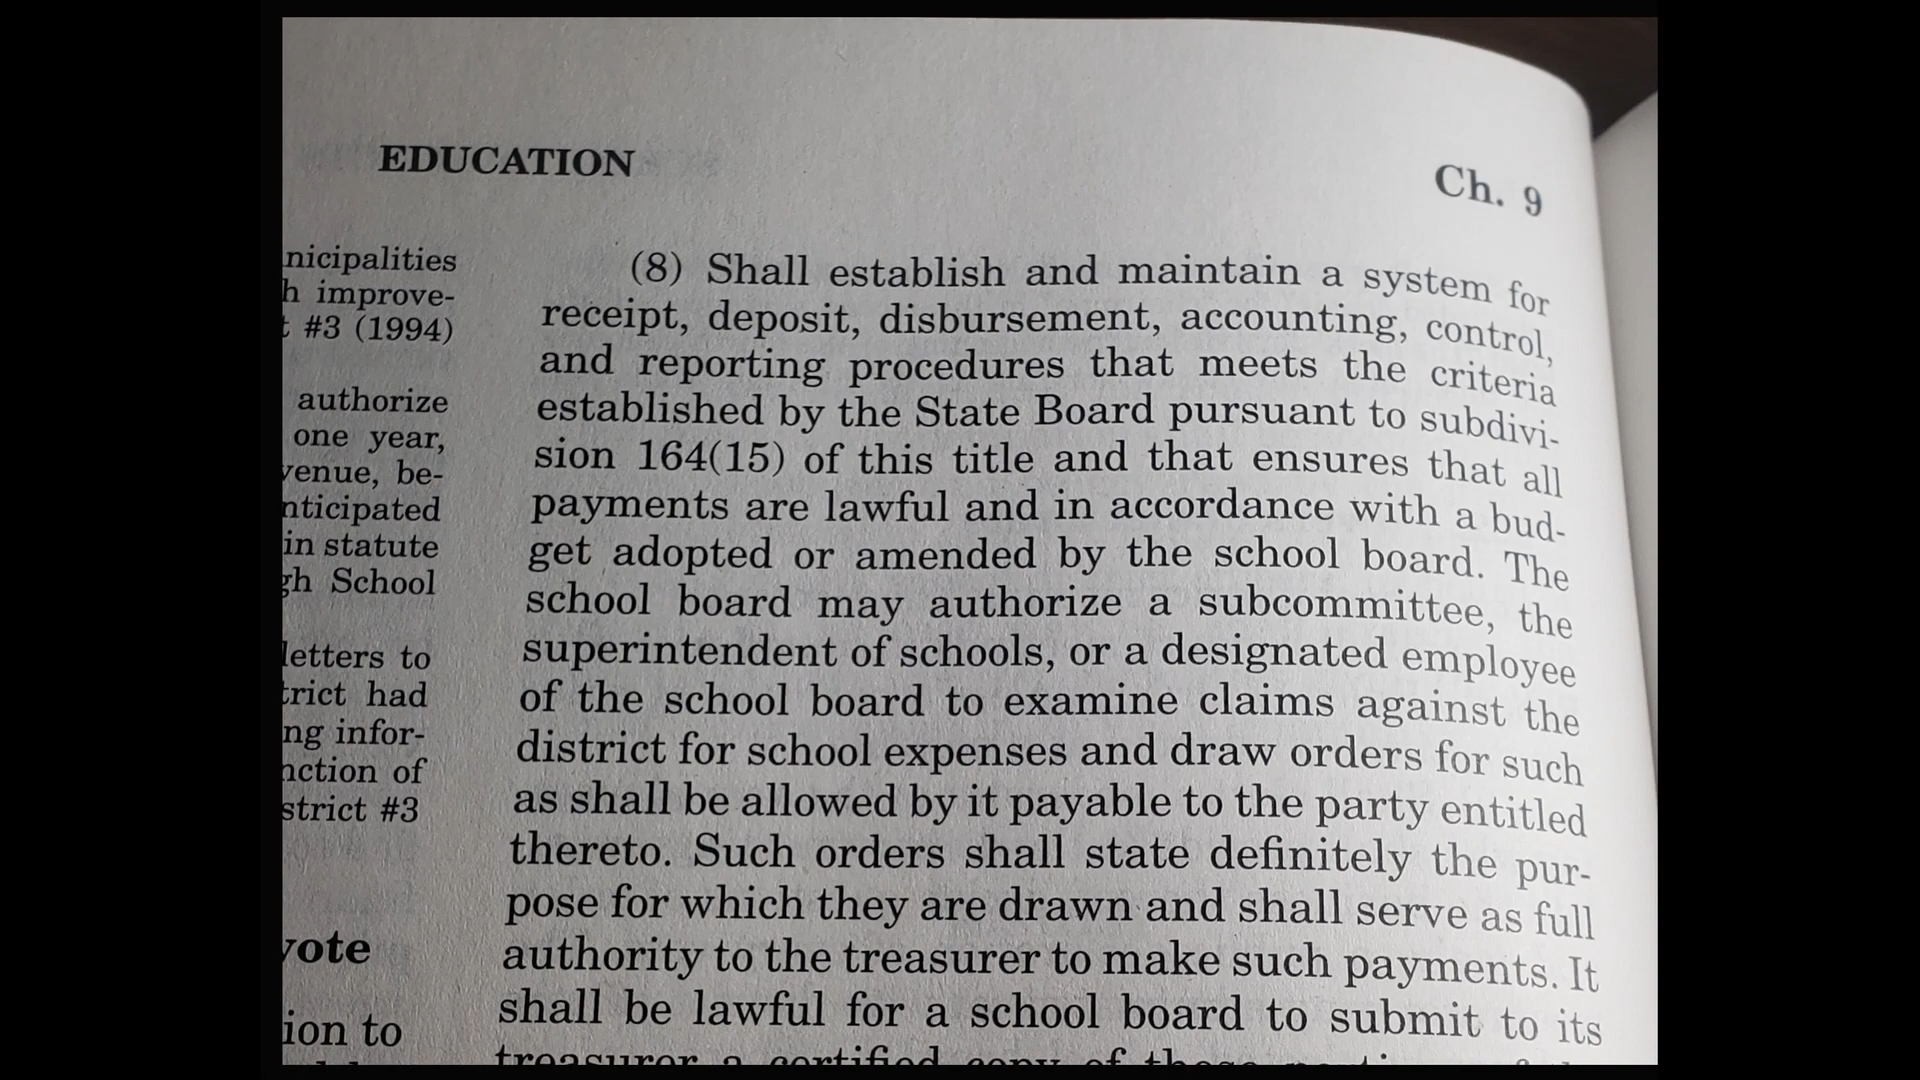 EDUCATION
Ch. 9
nicipalities
h improve-
t #3 (1994)
authorize
one year,
venue, be-
nticipated
in statute
gh School
letters to
trict had
ng infor-
nction of
strict #3
vote
ion to
(8) Shall establish and maintain a system for
receipt, deposit, disbursement, accounting, control,
and reporting procedures that meets the criteria
established by the State Board pursuant to subdivi-
sion 164(15) of this title and that ensures that all
payments are lawful and in accordance with a bud-
get adopted or amended by the school board. The
school board may authorize a subcommittee, the
superintendent of schools, or a designated employee
of the school board to examine claims against the
district for school expenses and draw orders for such
as shall be allowed by it payable to the party entitled
thereto. Such orders shall state definitely the pur-
pose for which they are drawn and shall serve as full
authority to the treasurer to make such payments. It
shall be lawful for a school board to submit to its
treasurer a certified copy of those